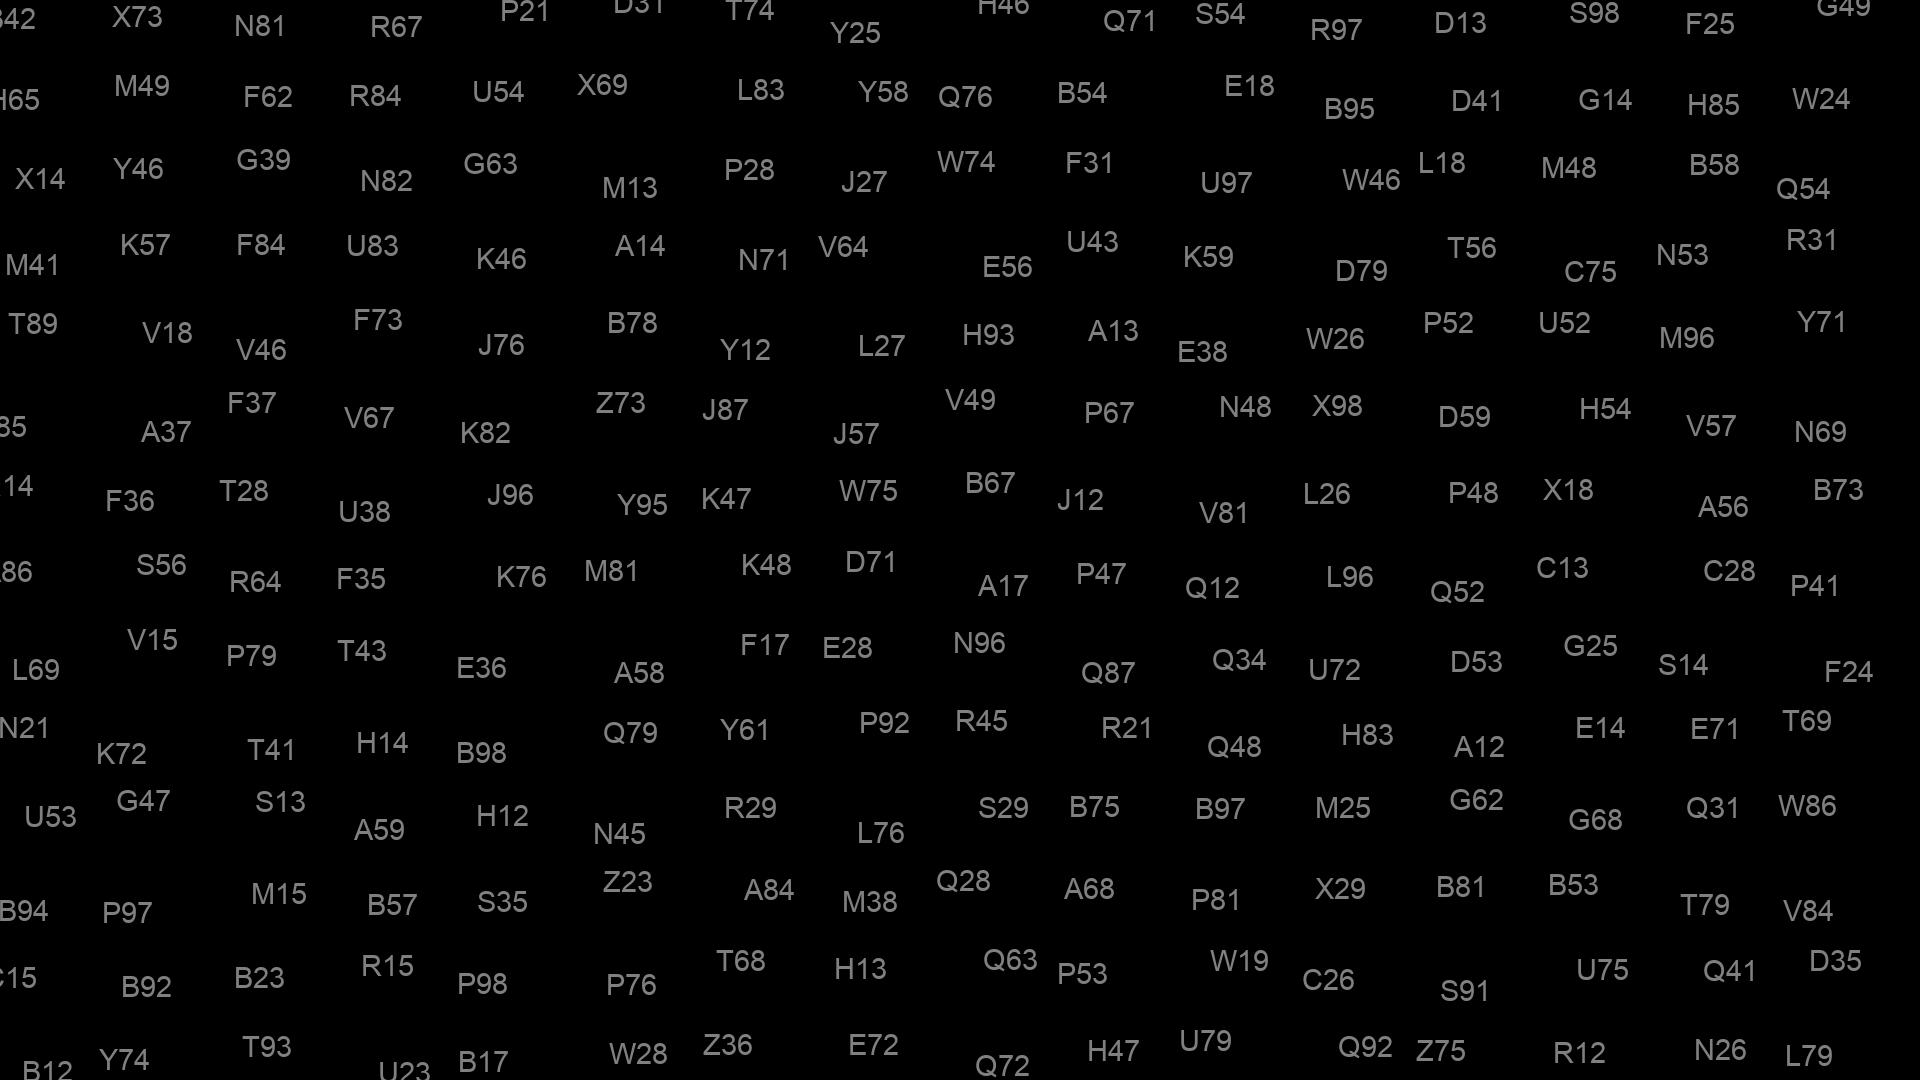 X73 N81 R67 P21 D31 T74 Y25 H46 Q71 S54 R97 D13 S98 F25 G49
M49 F62 R84 U54 X69 L83 Y58 Q76 B54 E18 B95 D41 G14 H85 W24
X14 Y46 G39 N82 G63 M13 P28 J27 W74 F31 U97 W46 L18 M48 B58 Q54
M41 K57 F84 U83 K46 A14 N71 V64 E56 U43 K59 D79 T56 C75 N53 R31
T89 V18 V46 F73 J76 B78 Y12 L27 H93 A13 E38 W26 P52 U52 M96 Y71
A37 F37 V67 K82 Z73 J87 J57 V49 P67 N48 X98 D59 H54 V57 N69
F36 T28 U38 J96 Y95 K47 W75 B67 J12 V81 L26 P48 X18 A56 B73
S56 R64 F35 K76 M81 K48 D71 A17 P47 Q12 L96 Q52 C13 C28 P41
L69 V15 P79 T43 E36 A58 F17 E28 N96 Q87 Q34 U72 D53 G25 S14 F24
N21 K72 T41 H14 B98 Q79 Y61 P92 R45 R21 Q48 H83 A12 E14 E71 T69
U53 G47 S13 A59 H12 N45 R29 L76 S29 B75 B97 M25 G62 G68 Q31 W86
B94 P97 M15 B57 S35 Z23 A84 M38 Q28 A68 P81 X29 B81 B53 T79 V84
B92 B23 R15 P98 P76 T68 H13 Q63 P53 W19 C26 S91 U75 Q41 D35
B12 Y74 T93 U23 B17 W28 Z36 E72 Q72 H47 U79 Q92 Z75 R12 N26 L79